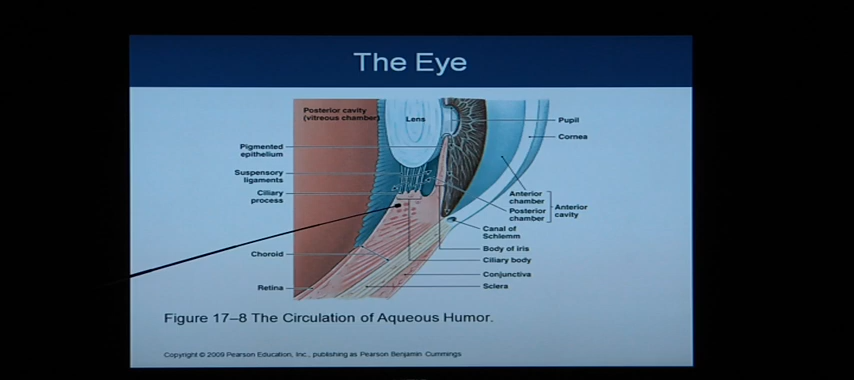 The Eye
Posterior cavity
(vitreous chamber)
Lens
Pupil
Cornea
Pigmented
epithelium
Suspensory
ligaments
Ciliary
process
Anterior
chamber
Posterior
chamber
Anterior
cavity
Canal of
Schlemm
Body of iris
Choroid
Ciliary body
Conjunctiva
Retina
Sclera
Figure 17–8 The Circulation of Aqueous Humor.
Copyright © 2009 Pearson Education, Inc., publishing as Pearson Benjamin Cummings